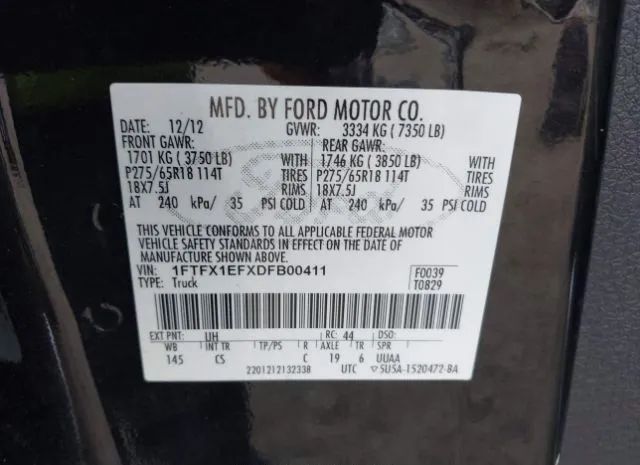 MFD. BY FORD MOTOR CO.
DATE: 12/12 GVWR: 3334 KG ( 7350 LB)
FRONT GAWR: REAR GAWR:
1701 KG ( 3750 LB) WITH 1746 KG ( 3850 LB) WITH
P275/65R18 114T TIRES P275/65R18 114T TIRES
18X7.5J RIMS 18X7.5J RIMS
AT 240 kPa/ 35 PSI COLD AT 240 kPa/ 35 PSI COLD
THIS VEHICLE CONFORMS TO ALL APPLICABLE FEDERAL MOTOR
VEHICLE SAFETY STANDARDS IN EFFECT ON THE DATE OF
MANUFACTURE SHOWN ABOVE.
VIN: 1FTFX1EFXDFB00411 F0039
TYPE: Truck T0829
EXT PNT: UH RC: 44 DSO:
WB INT TR TP/PS R AXLE TR SPR
145 CS C 19 6 UUAA
2201212132338 UTC 5U5A-1520472-BA